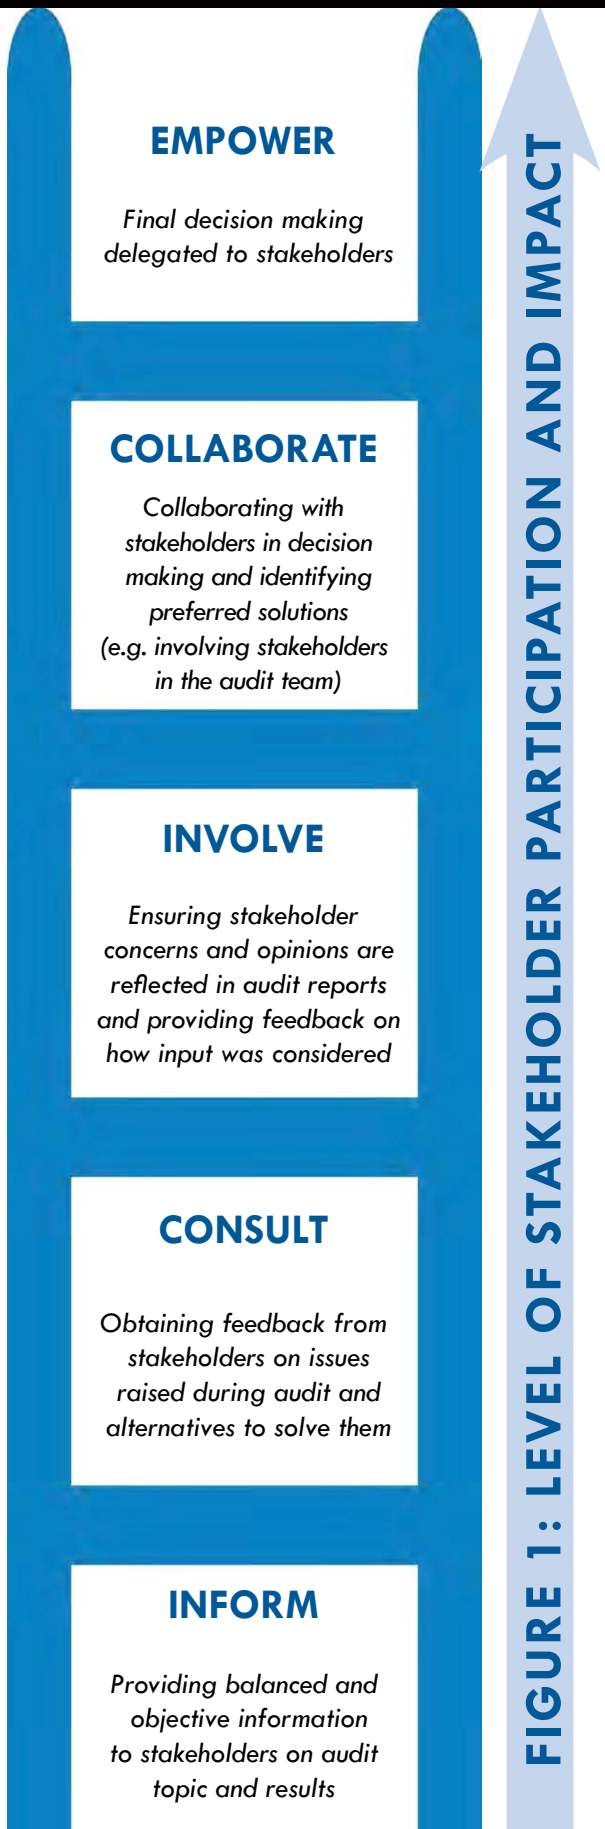 EMPOWER
Final decision making
delegated to stakeholders
COLLABORATE
Collaborating with
stakeholders in decision
making and identifying
preferred solutions
(e.g. involving stakeholders
in the audit team)
INVOLVE
Ensuring stakeholder
concerns and opinions are
reflected in audit reports
and providing feedback on
how input was considered
CONSULT
Obtaining feedback from
stakeholders on issues
raised during audit and
alternatives to solve them
INFORM
Providing balanced and
objective information
to stakeholders on audit
topic and results
FIGURE 1: LEVEL OF STAKEHOLDER PARTICIPATION AND IMPACT